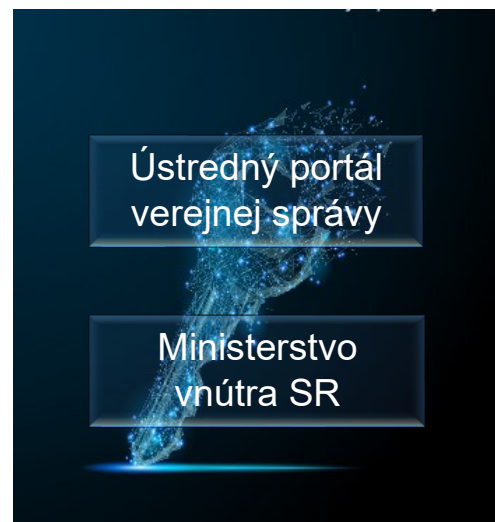 Ústredný portál
verejnej správy
Ministerstvo
vnútra SR